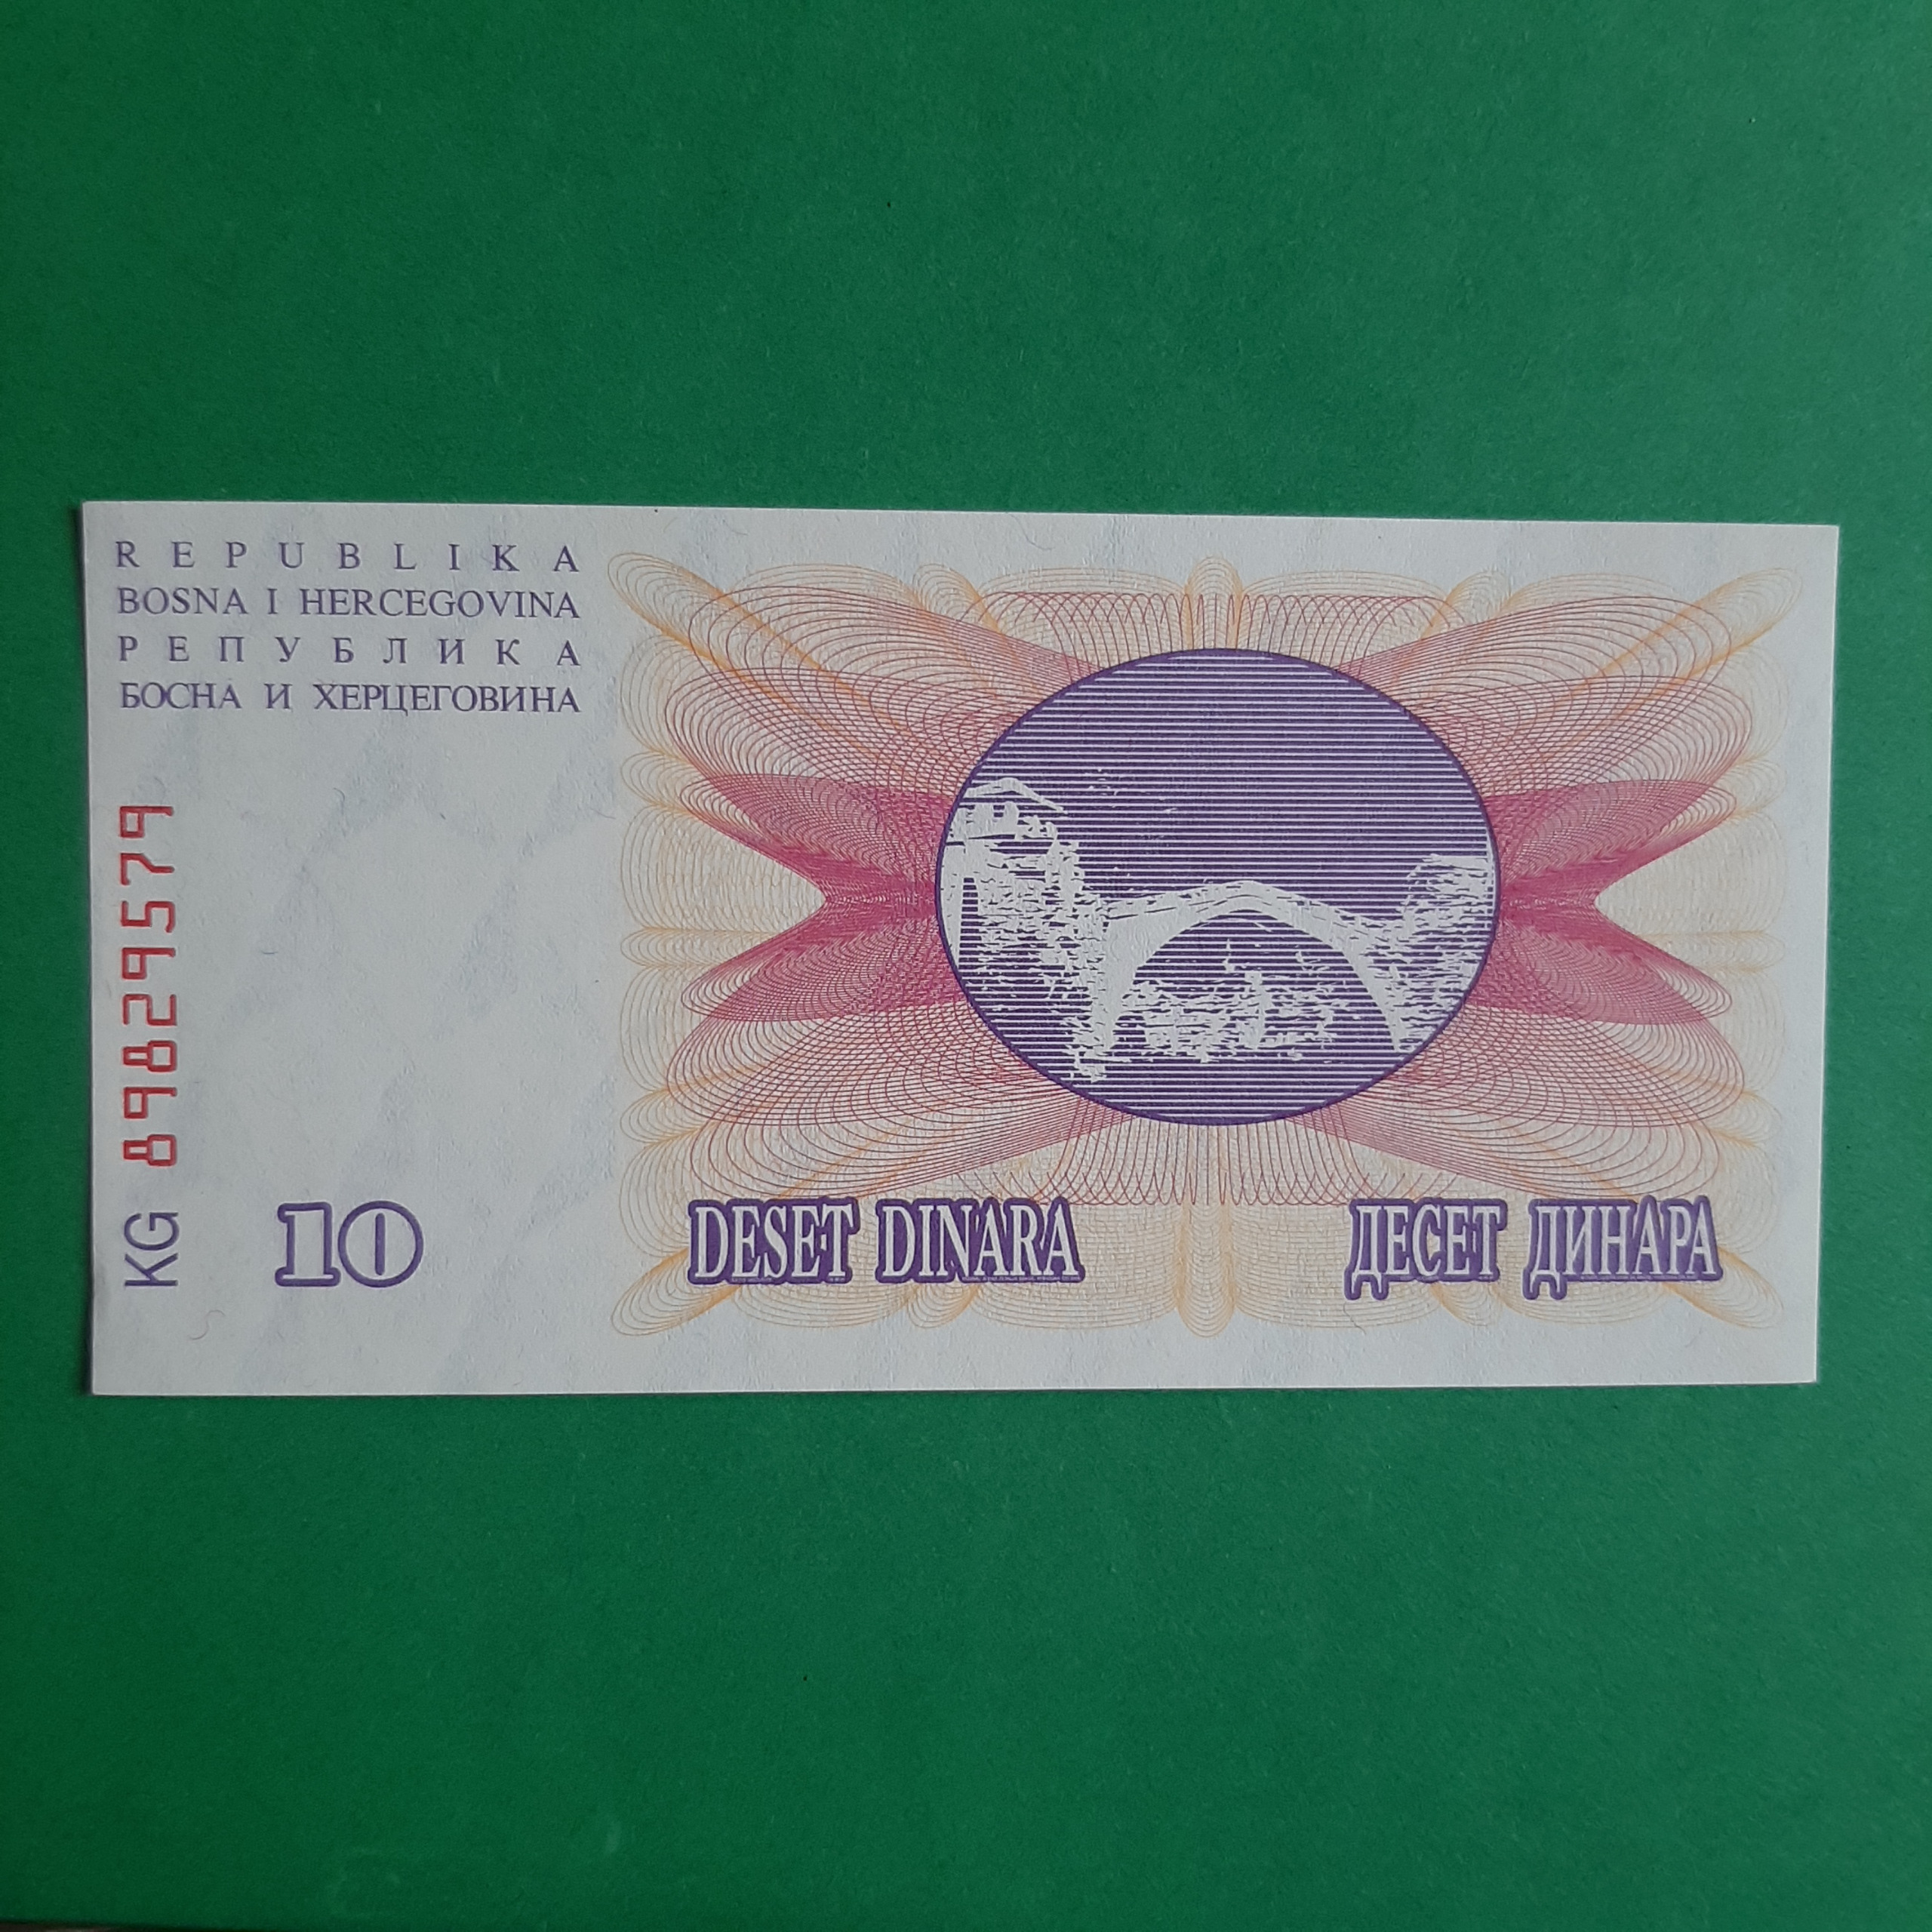 REPUBLIKA
BOSNA I HERCEGOVINA
РЕПУБЛИКА
БОСНА И ХЕРЦЕГОВИНА
KG 89829579
10
DESET DINARA
ДЕСЕТ ДИНАРА